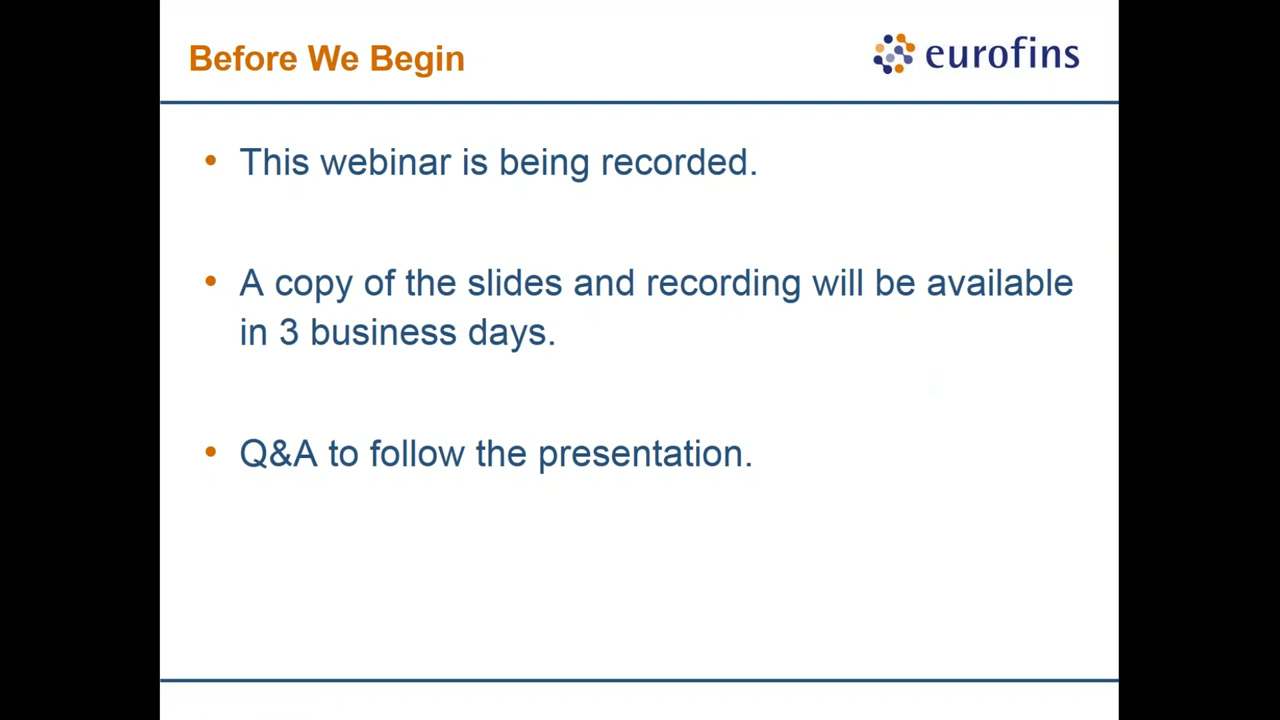 Before We Begin
eurofins
• This webinar is being recorded.
• A copy of the slides and recording will be available
in 3 business days.
• Q&A to follow the presentation.